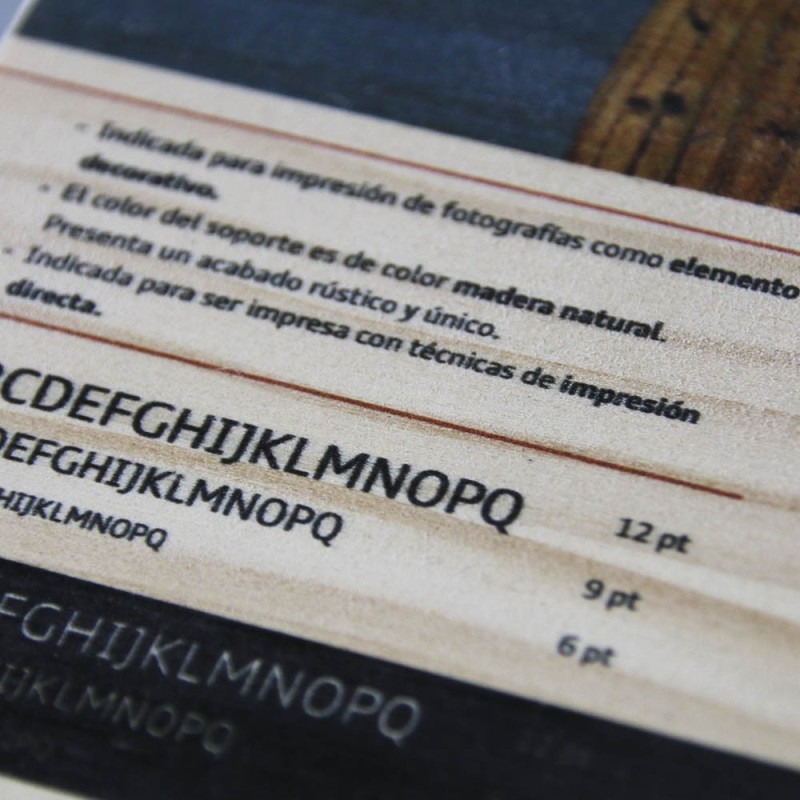 - Indicada para impresión de fotografías como elemento
decorativo.
- El color del soporte es de color madera natural.
Presenta un acabado rústico y único.
- Indicada para ser impresa con técnicas de impresión
directa.
CDEFGHIJKLMNOPQ 12 pt
DEFGHIJKLMNOPQ 9 pt
HIJKLMNOPQ 6 pt
FGHIJKLMNOPQ
IJKLMNOPQ